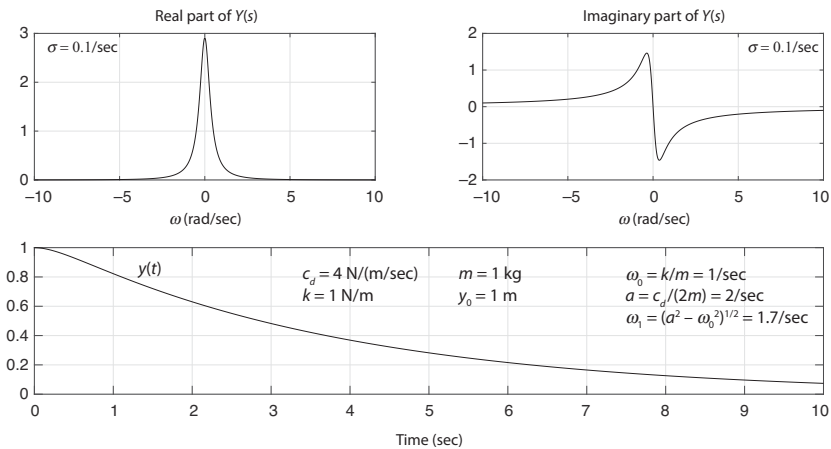 Real part of Y(s)
σ = 0.1/sec
3
2
1
0
−10
−5
0
5
10
ω (rad/sec)
Imaginary part of Y(s)
σ = 0.1/sec
2
1
0
−1
−2
−10
−5
0
5
10
ω (rad/sec)
1
0.8
0.6
0.4
0.2
0
y(t)
c_d = 4 N/(m/sec)
k = 1 N/m
m = 1 kg
y_0 = 1 m
ω_0 = k/m = 1/sec
a = c_d/(2m) = 2/sec
ω_1 = (a^2 − ω_0^2)^{1/2} = 1.7/sec
0
1
2
3
4
5
6
7
8
9
10
Time (sec)